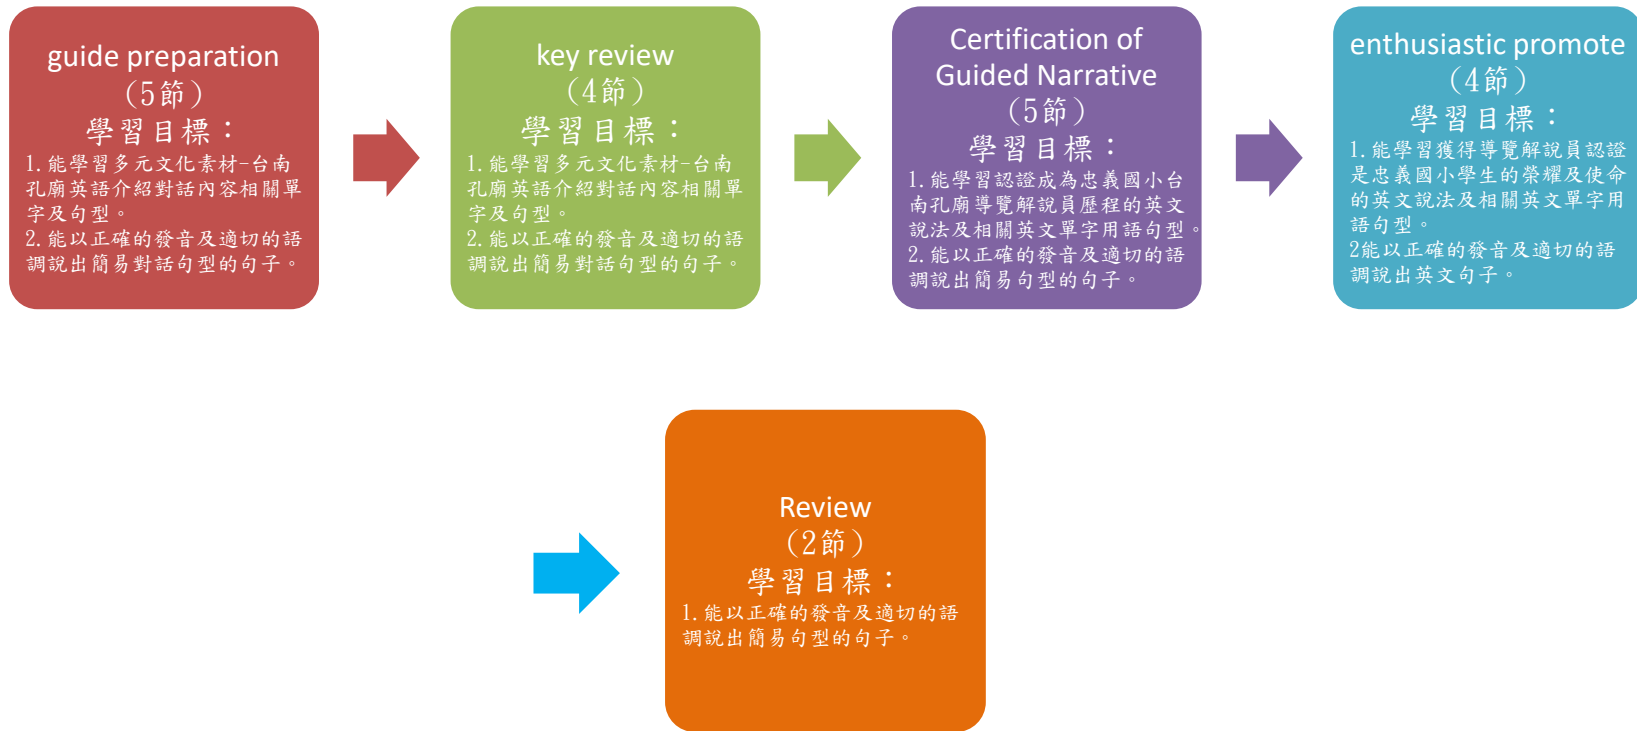 guide preparation
（5節）
學習目標：
1.能學習多元文化素材-台南
孔廟英語介紹對話內容相關單
字及句型。
2.能以正確的發音及適切的語
調說出簡易對話句型的句子。
key review
（4節）
學習目標：
1.能學習多元文化素材-台南
孔廟英語介紹對話內容相關單
字及句型。
2.能以正確的發音及適切的語
調說出簡易對話句型的句子。
Certification of
Guided Narrative
（5節）
學習目標：
1.能學習認證成為忠義國小台
南孔廟導覽解說員歷程的英文
說法及相關英文單字用語句型。
2.能以正確的發音及適切的語
調說出簡易句型的句子。
enthusiastic promote
（4節）
學習目標：
1.能學習獲得導覽解說員認證
是忠義國小學生的榮耀及使命
的英文說法及相關英文單字用
語句型。
2能以正確的發音及適切的語
調說出英文句子。
Review
（2節）
學習目標：
1.能以正確的發音及適切的語
調說出簡易句型的句子。